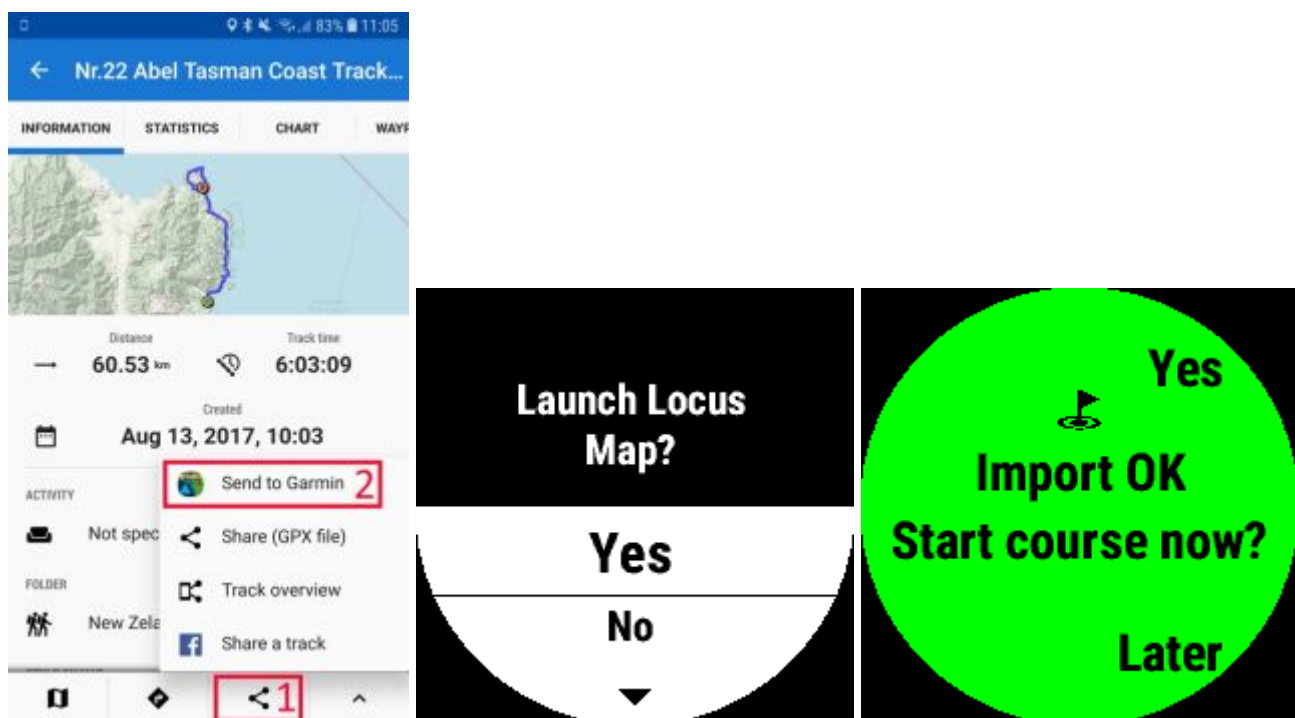 83% 11:05
Nr.22 Abel Tasman Coast Track...
INFORMATION STATISTICS CHART WAYP
Distance Track time
60.53 km 6:03:09
Created
Aug 13, 2017, 10:03
ACTIVITY
Not spec
Send to Garmin 2
Share (GPX file)
FOLDER
Track overview
New Zela
Share a track
1
Launch Locus
Map?
Yes
No
Yes
Import OK
Start course now?
Later